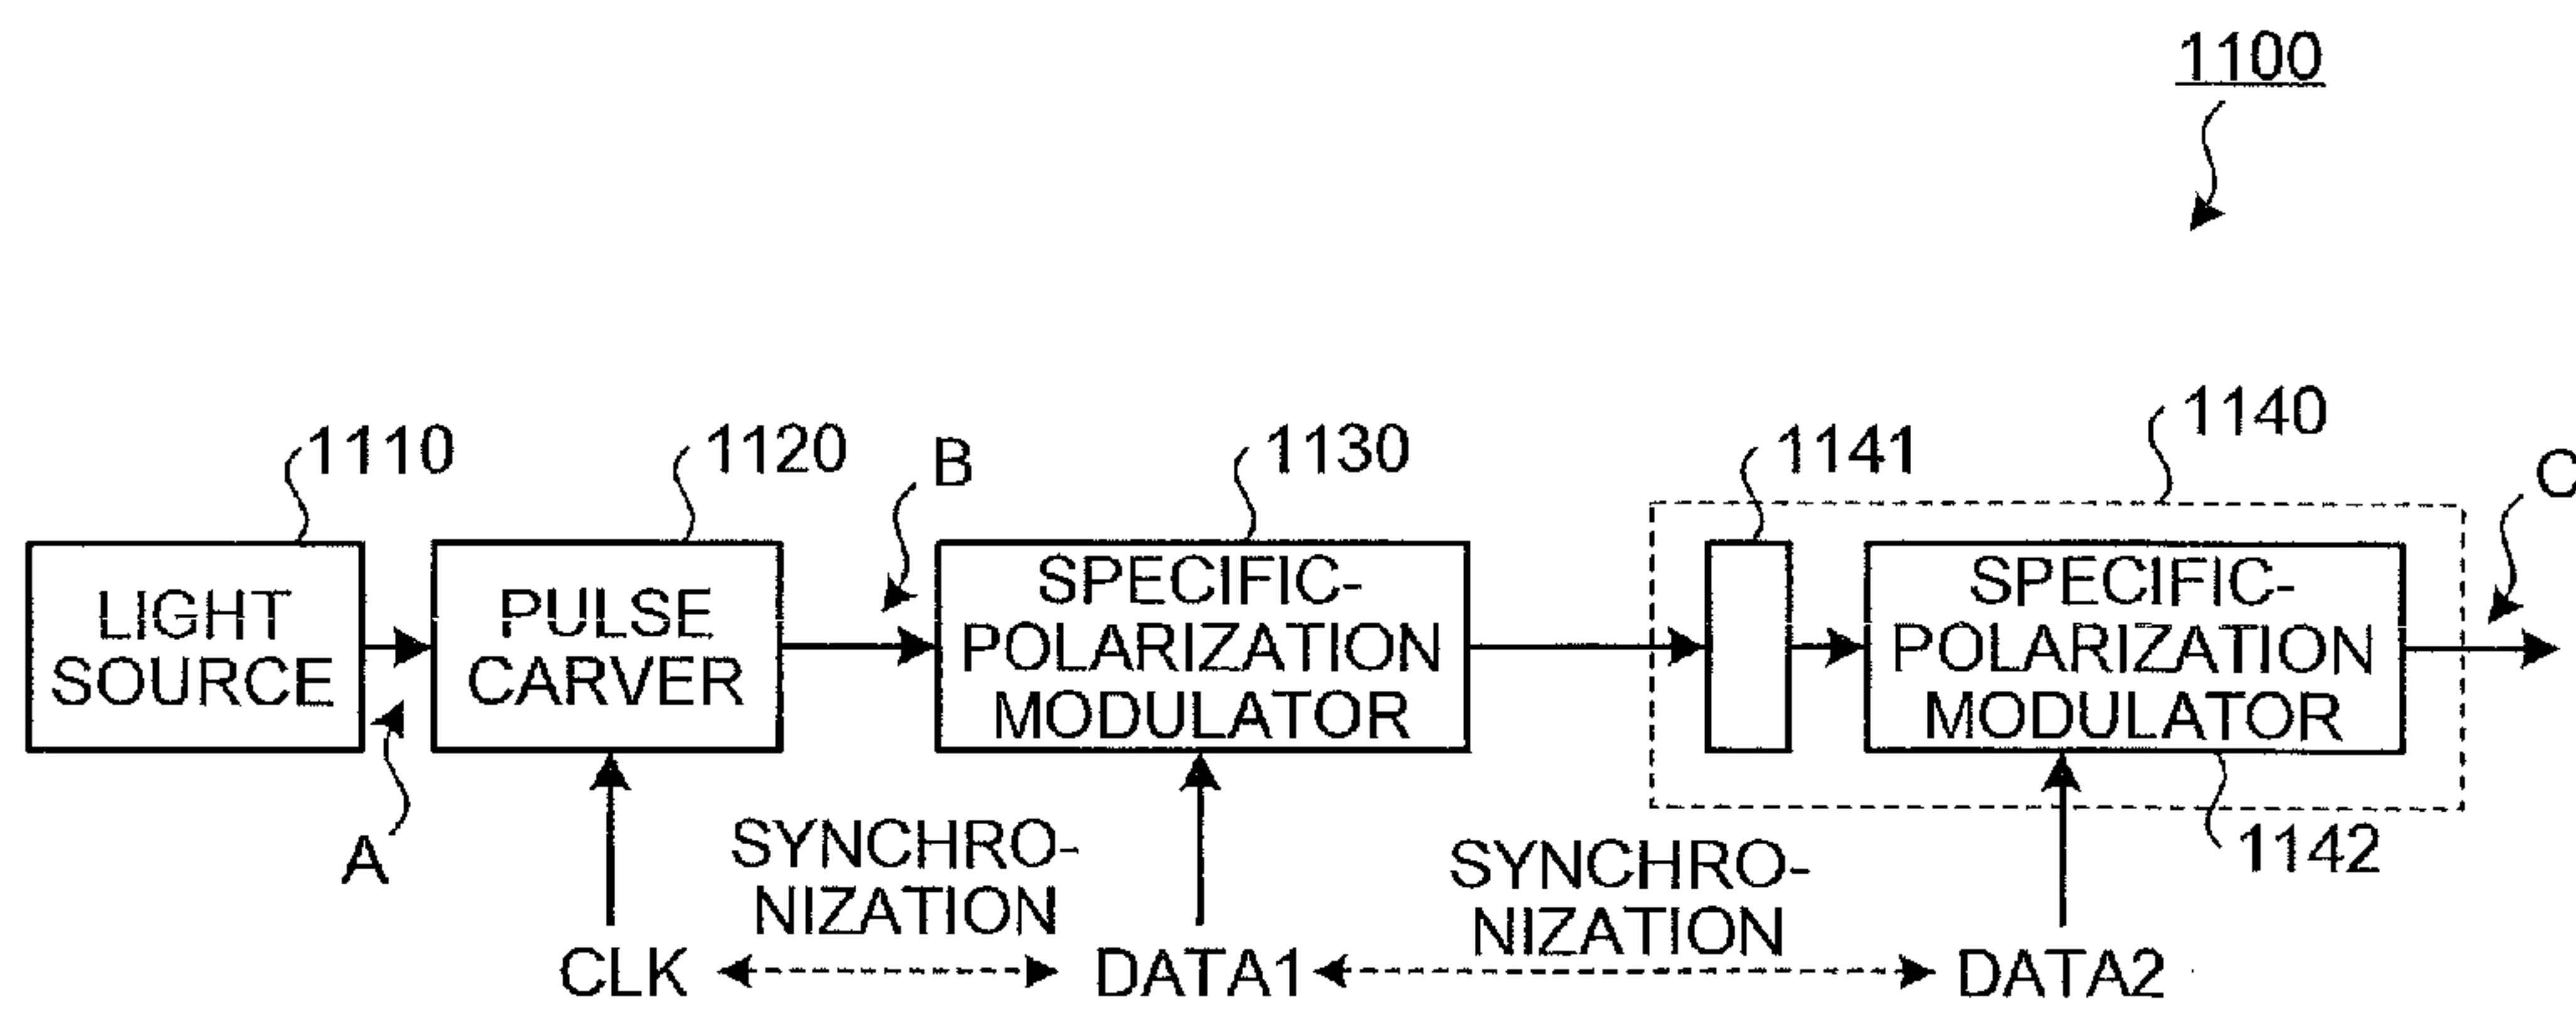 1100
1110
1120
B
1130
1141
1140
C
LIGHT
SOURCE
PULSE
CARVER
SPECIFIC-
POLARIZATION
MODULATOR
SPECIFIC-
POLARIZATION
MODULATOR
A
1142
SYNCHRO-
NIZATION
SYNCHRO-
NIZATION
CLK
DATA1
DATA2